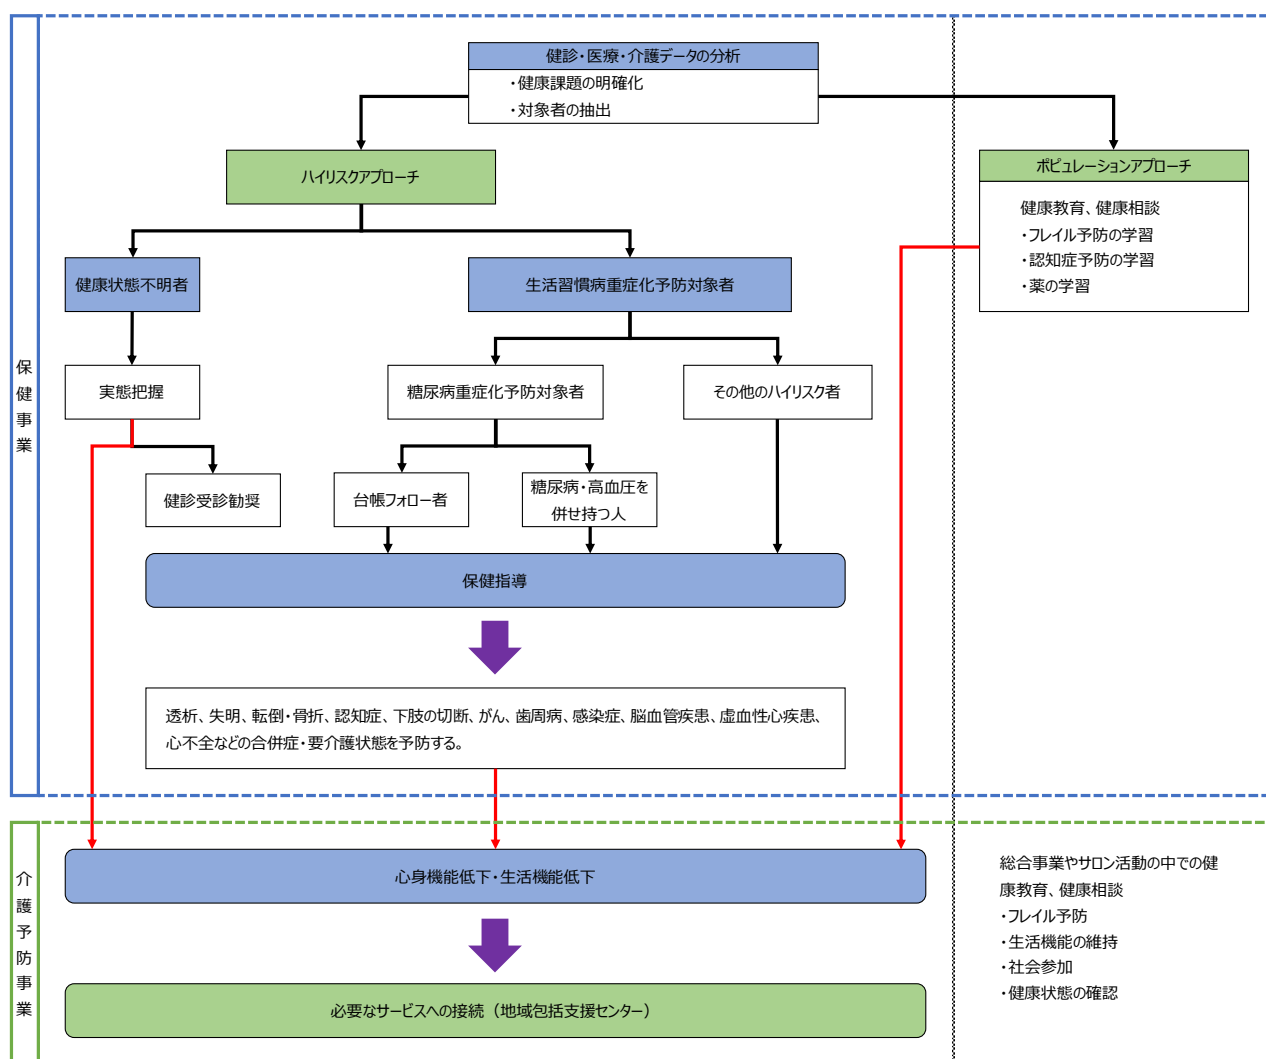 健診・医療・介護データの分析
・健康課題の明確化
・対象者の抽出
ハイリスクアプローチ
ポピュレーションアプローチ
健康教育、健康相談
・フレイル予防の学習
・認知症予防の学習
・薬の学習
健康状態不明者
生活習慣病重症化予防対象者
保健事業
実態把握
糖尿病重症化予防対象者
その他のハイリスク者
健診受診勧奨
台帳フォロー者
糖尿病・高血圧を
併せ持つ人
保健指導
透析、失明、転倒・骨折、認知症、下肢の切断、がん、歯周病、感染症、脳血管疾患、虚血性心疾患、
心不全などの合併症・要介護状態を予防する。
介護予防事業
心身機能低下・生活機能低下
必要なサービスへの接続（地域包括支援センター）
総合事業やサロン活動の中での健
康教育、健康相談
・フレイル予防
・生活機能の維持
・社会参加
・健康状態の確認